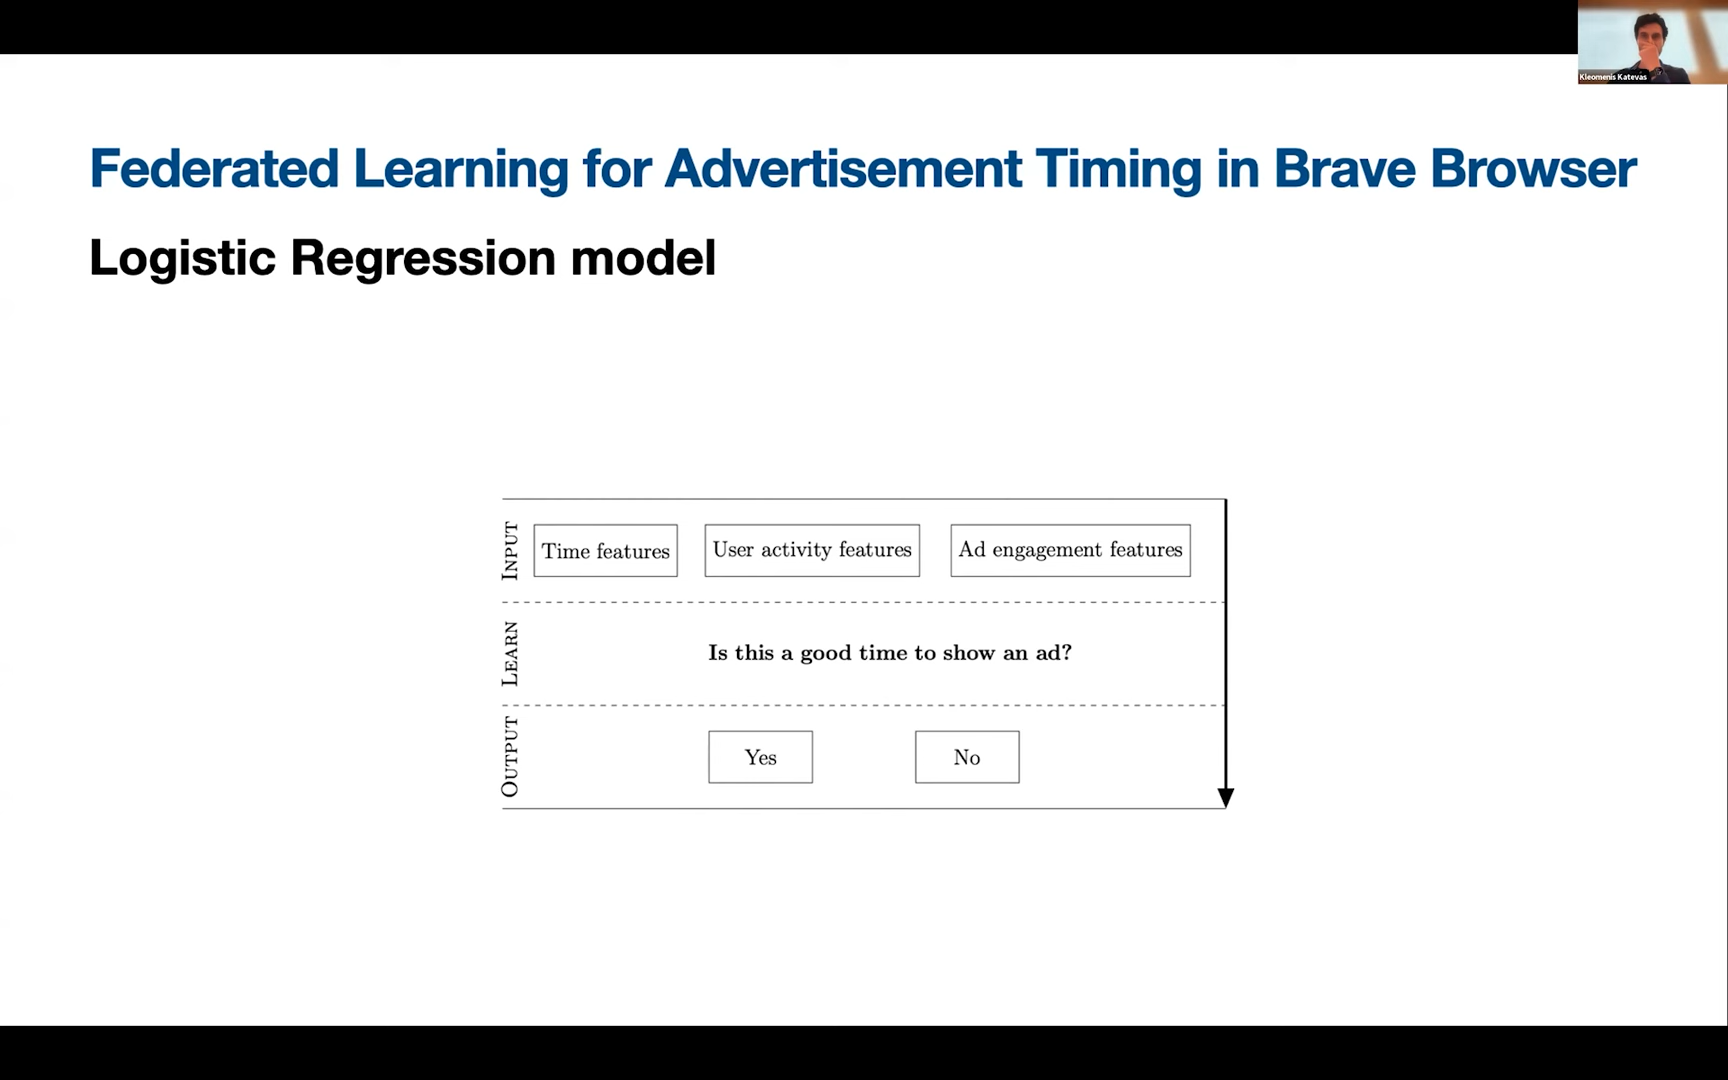 Kleomenis Katevas
Federated Learning for Advertisement Timing in Brave Browser
Logistic Regression model
INPUT
Time features
User activity features
Ad engagement features
LEARN
Is this a good time to show an ad?
OUTPUT
Yes
No